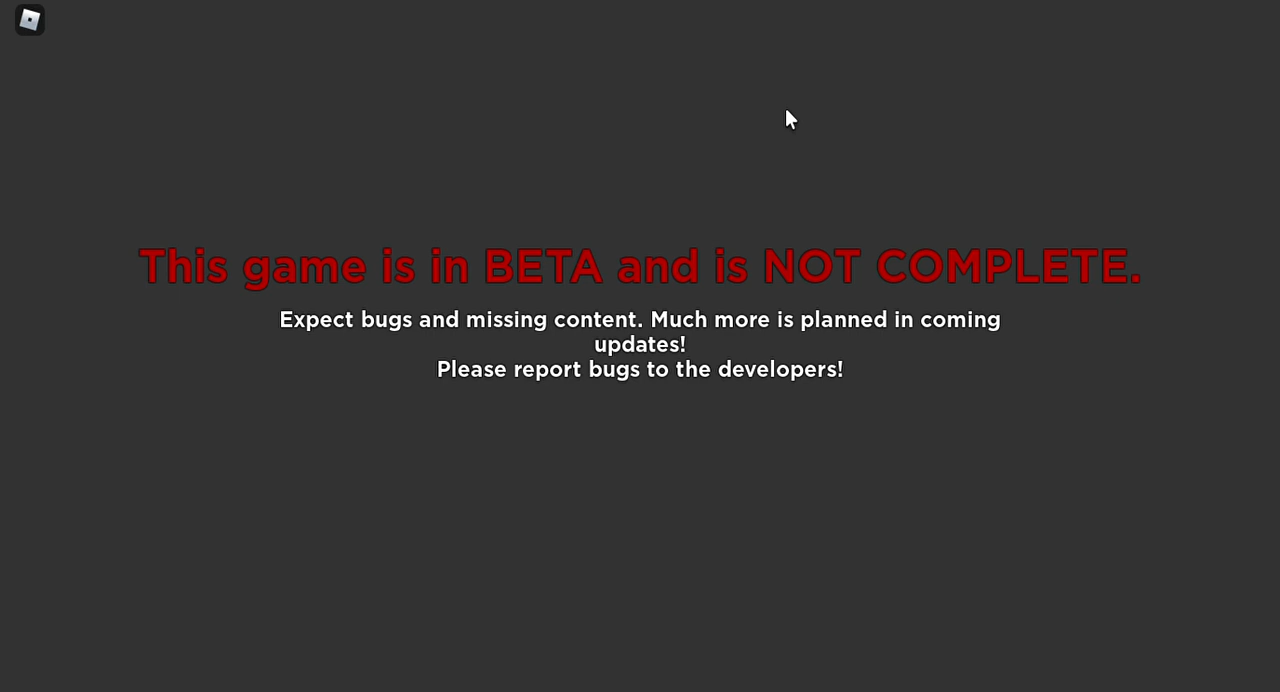 This game is in BETA and is NOT COMPLETE.
Expect bugs and missing content. Much more is planned in coming
updates!
Please report bugs to the developers!